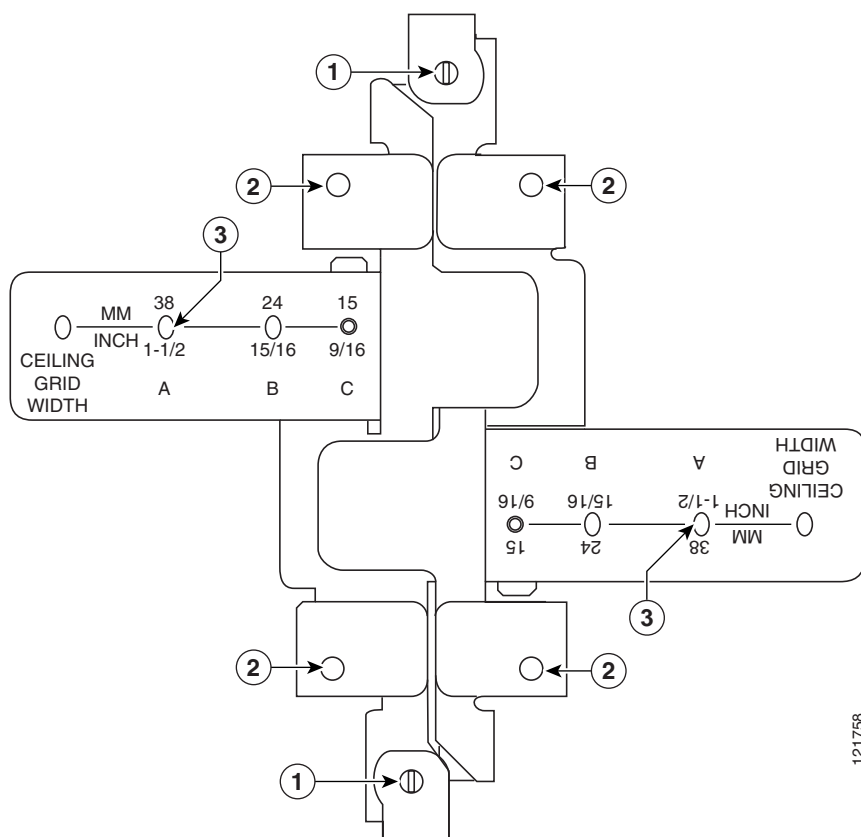 1
2
2
3
38 24 15
MM
INCH
1-1/2 15/16 9/16
CEILING
GRID
WIDTH
A B C
CEILING
GRID
WIDTH
A B C
1-1/2 15/16 9/16
INCH
MM
38 24 15
3
2
2
1
121758